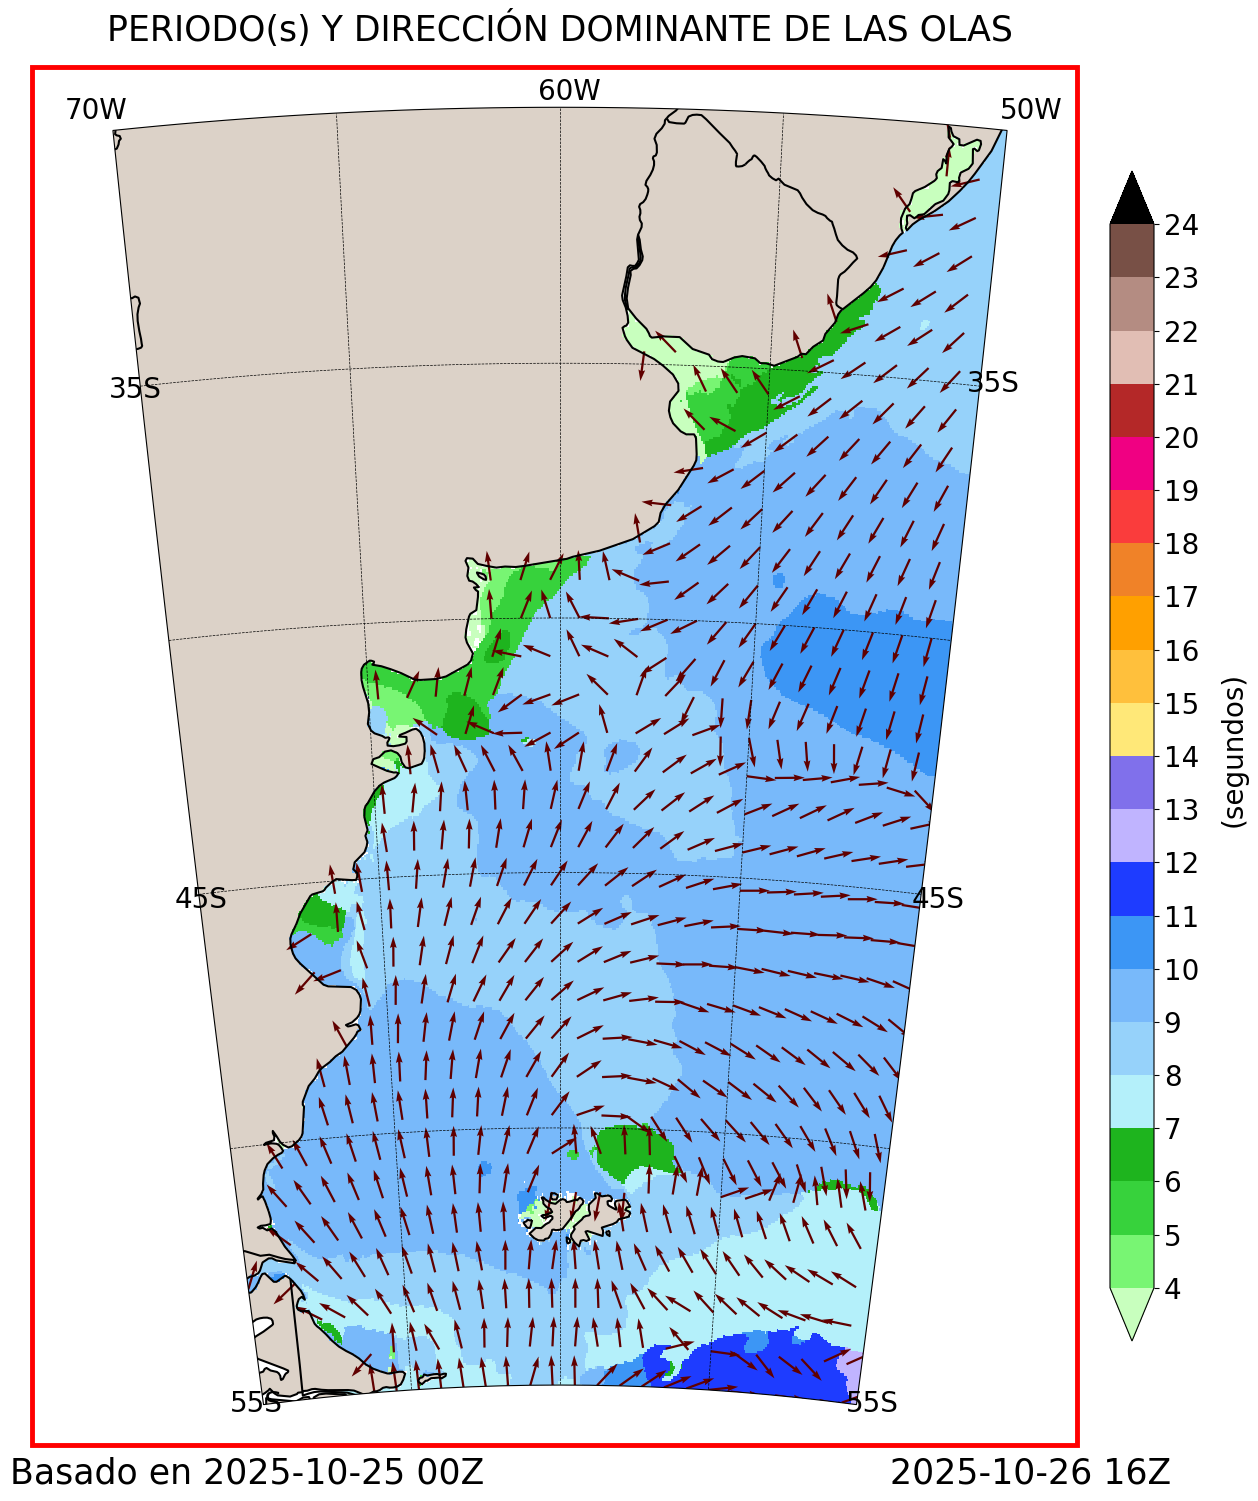 PERIODO(s) Y DIRECCIÓN DOMINANTE DE LAS OLAS
70W
60W
50W
35S
35S
45S
45S
55S
55S
24
23
22
21
20
19
18
17
16
15
14
13
12
11
10
9
8
7
6
5
4
(segundos)
Basado en 2025-10-25 00Z
2025-10-26 16Z